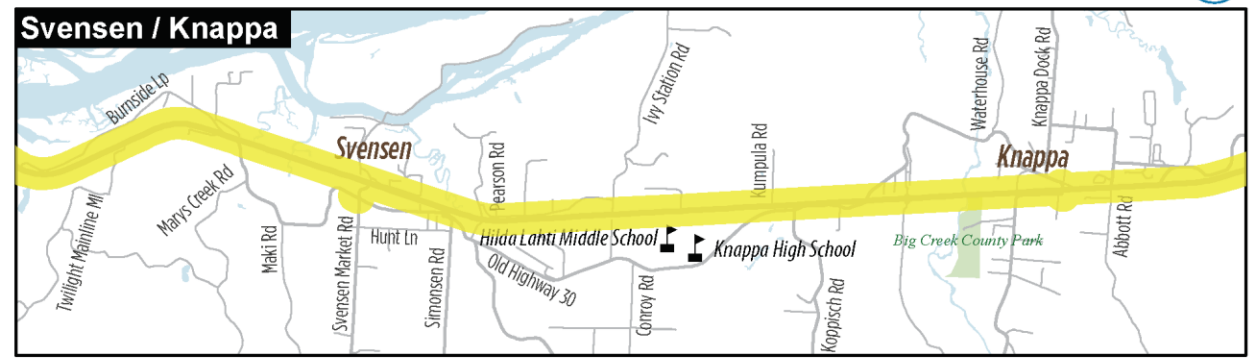 Svensen / Knappa
Burnside Lp
Ivy Station Rd
Waterhouse Rd
Knappa Dock Rd
Svensen
Pearson Rd
Kumpula Rd
Knappa
Marys Creek Rd
Twilight Mainline Ml
Maki Rd
Svensen Market Rd
Hunt Ln
Simonsen Rd
Hilda Lahti Middle School
Knappa High School
Big Creek County Park
Abbott Rd
Old Highway 30
Conroy Rd
Koppisch Rd